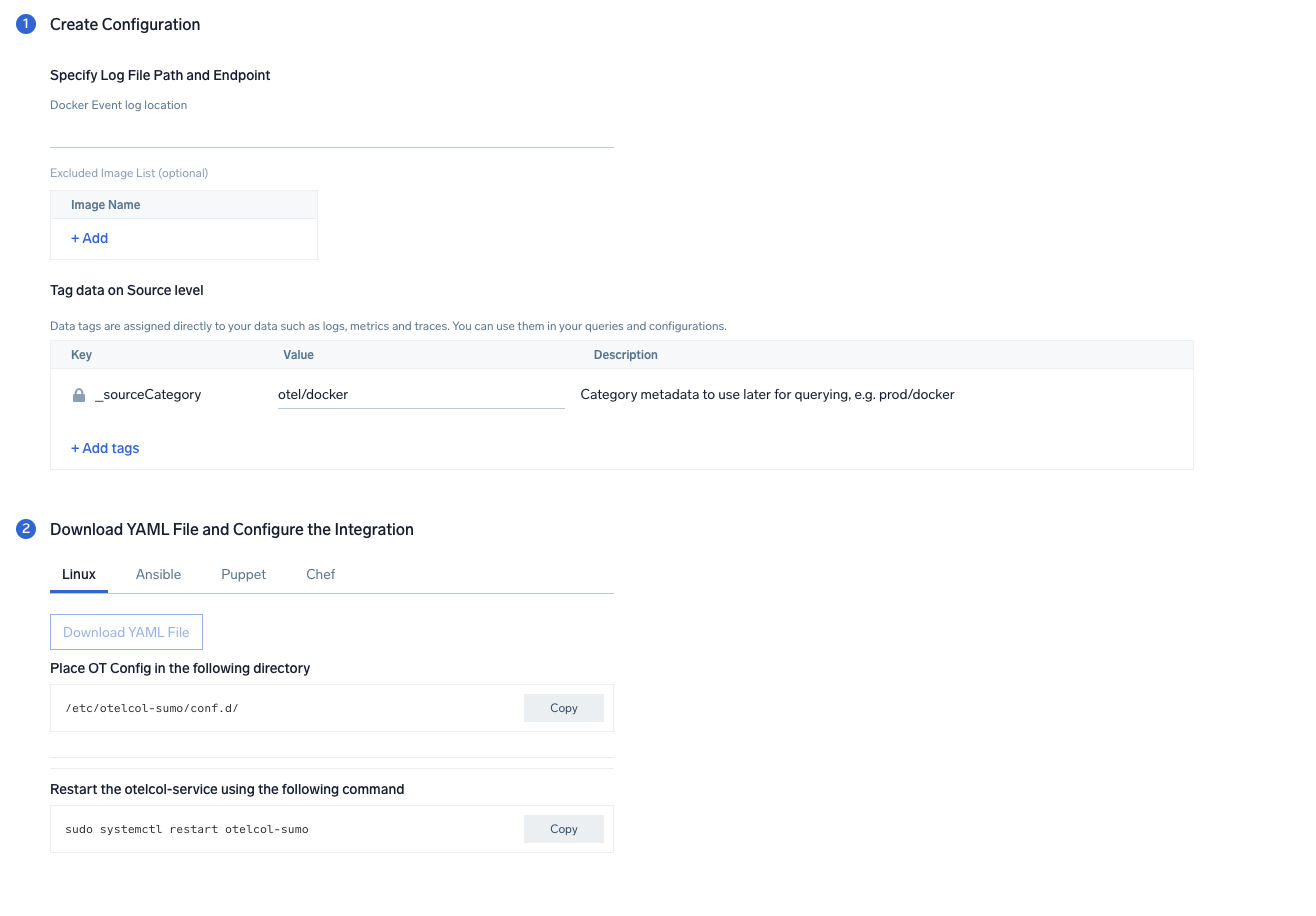 1 Create Configuration
Specify Log File Path and Endpoint
Docker Event log location
Excluded Image List (optional)
Image Name
+ Add
Tag data on Source level
Data tags are assigned directly to your data such as logs, metrics and traces. You can use them in your queries and configurations.
Key Value Description
_sourceCategory otel/docker Category metadata to use later for querying, e.g. prod/docker
+ Add tags
2 Download YAML File and Configure the Integration
Linux Ansible Puppet Chef
Download YAML File
Place OT Config in the following directory
/etc/otelcol-sumo/conf.d/ Copy
Restart the otelcol-service using the following command
sudo systemctl restart otelcol-sumo Copy